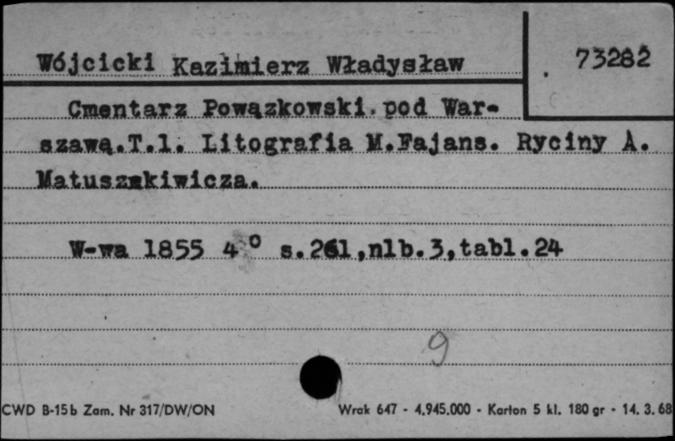 Wójcicki Kazimierz Władysław
73282
Cmentarz Powązkowski pod War-
szawą.T.1. Litografia M.Fajans. Ryciny A.
Matuszkiwicza.
W-wa 1855 4° s.261,nlb.3,tabl.24
9
CWD B-15b Zam. Nr 317/DW/ON
Wrak 647 - 4.945.000 - Karton 5 kl. 180 gr - 14. 3. 68